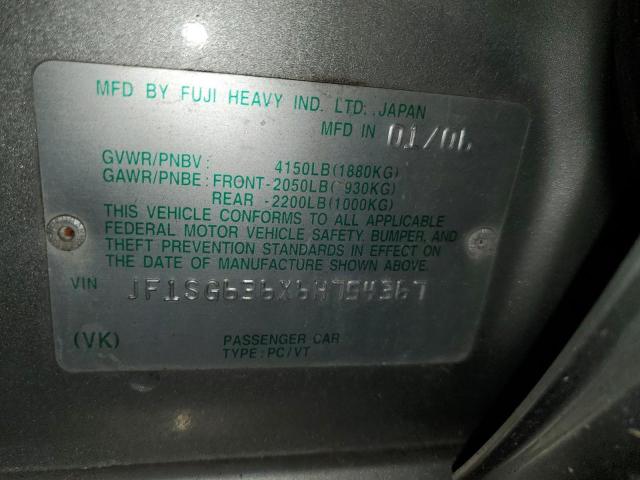 MFD BY FUJI HEAVY IND. LTD. JAPAN
MFD IN 01/06
GVWR/PNBV: 4150LB(1880KG)
GAWR/PNBE: FRONT-2050LB( 930KG)
REAR -2200LB(1000KG)
THIS VEHICLE CONFORMS TO ALL APPLICABLE
FEDERAL MOTOR VEHICLE SAFETY, BUMPER, AND
THEFT PREVENTION STANDARDS IN EFFECT ON
THE DATE OF MANUFACTURE SHOWN ABOVE.
VIN JF1SG636X6H754367
(VK) PASSENGER CAR
TYPE: PC/VT